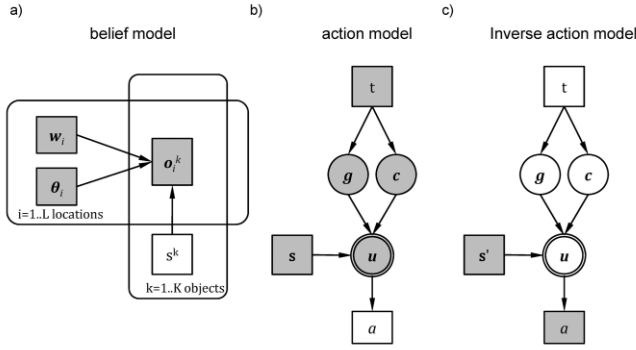 a)
belief model
w_i
o_i^k
θ_i
i=1..L locations
s^k
k=1..K objects
b)
action model
t
g c
s u
a
c)
Inverse action model
t
g c
s' u
a